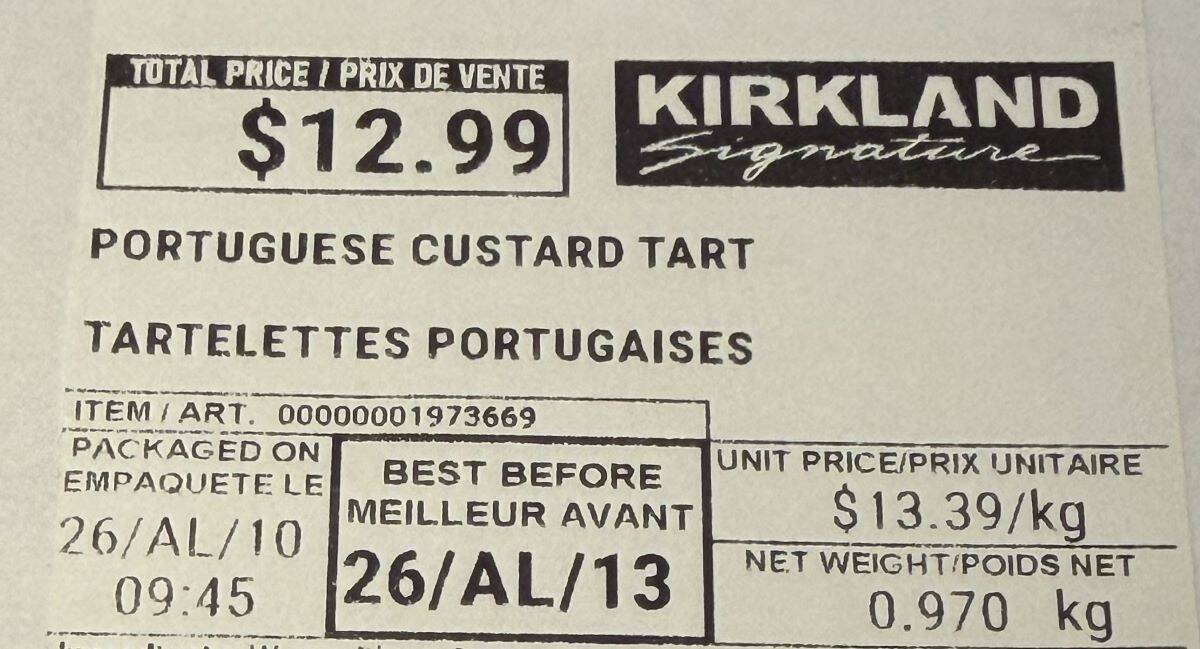 TOTAL PRICE / PRIX DE VENTE
$12.99
KIRKLAND
Signature
PORTUGUESE CUSTARD TART
TARTELETTES PORTUGAISES
ITEM / ART. 00000001973669
PACKAGED ON
EMPAQUETE LE
26/AL/10
09:45
BEST BEFORE
MEILLEUR AVANT
26/AL/13
UNIT PRICE/PRIX UNITAIRE
$13.39/kg
NET WEIGHT/POIDS NET
0.970 kg